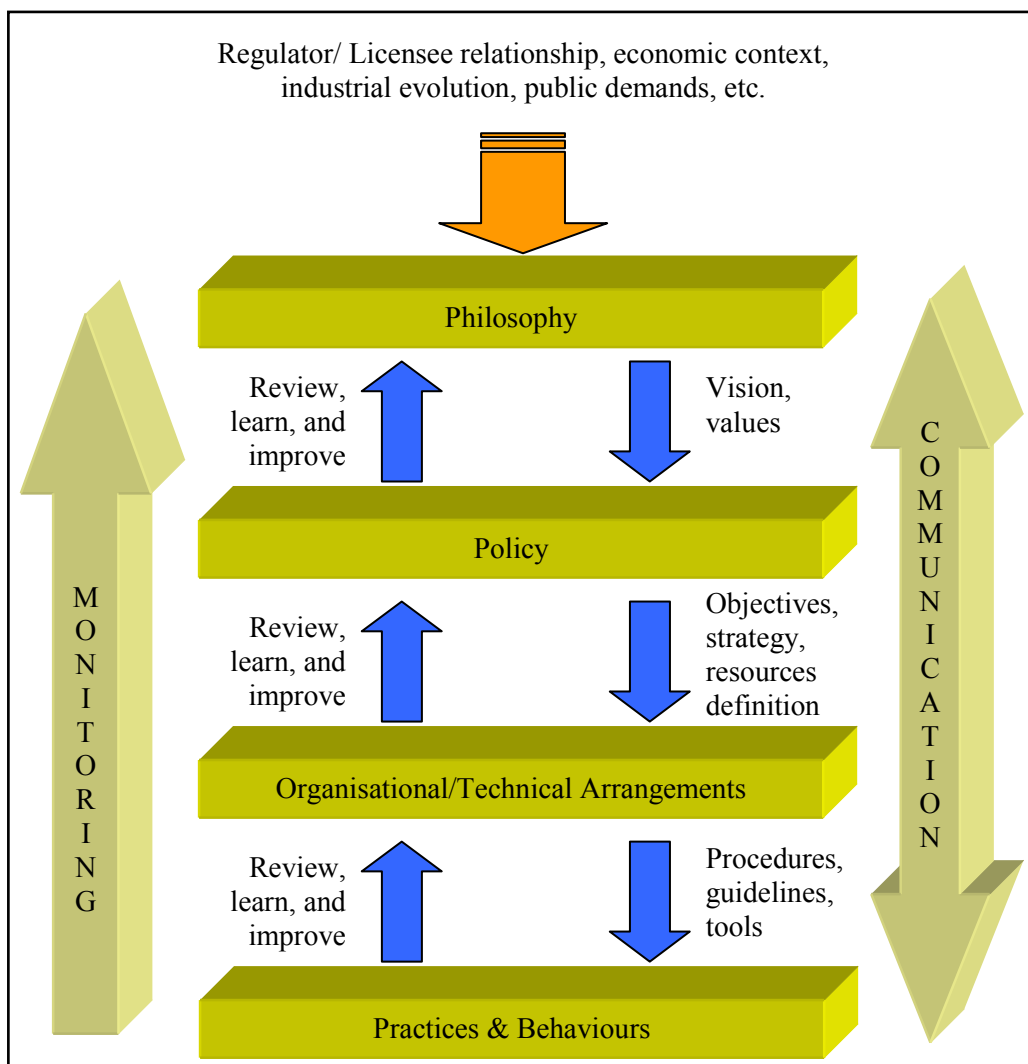 Regulator/ Licensee relationship, economic context,
industrial evolution, public demands, etc.
Philosophy
Review,
learn, and
improve
Vision,
values
Policy
Review,
learn, and
improve
Objectives,
strategy,
resources
definition
Organisational/Technical Arrangements
Review,
learn, and
improve
Procedures,
guidelines,
tools
Practices & Behaviours
MONITORING
COMMUNICATION